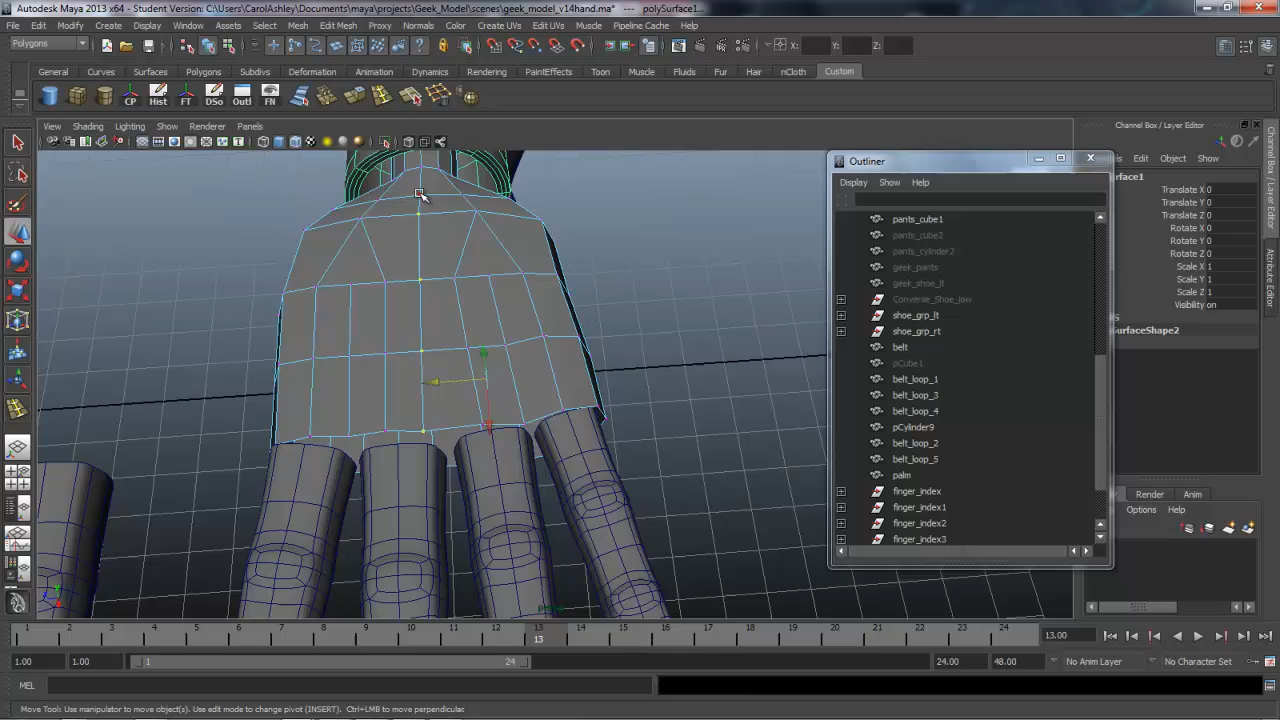 Autodesk Maya 2013 x64 - Student Version: C:\Users\CarolAshley\Documents\maya\projects\Geek_Model\scenes\geek_model_v14hand.ma*   ---   polySurface1...
File Edit Modify Create Display Window Assets Select Mesh Edit Mesh Proxy Normals Color Create UVs Edit UVs Muscle Pipeline Cache Help
Polygons X: Y: Z:
General Curves Surfaces Polygons Subdivs Deformation Animation Dynamics Rendering PaintEffects Toon Muscle Fluids Fur Hair nCloth Custom
CP Hist FT DSo Outl FN
View Shading Lighting Show Renderer Panels
Channel Box / Layer Editor
Edit Object Show
Outliner
Display Show Help
Translate X 0
Translate Y 0
Translate Z 0
Rotate X 0
Rotate Y 0
Rotate Z 0
Scale X 1
Scale Y 1
Scale Z 1
Visibility on
urfaceShape2
pants_cube1
pants_cube2
pants_cylinder2
geek_pants
geek_shoe_lt
Converse_Shoe_low
shoe_grp_lt
shoe_grp_rt
belt
pCube1
belt_loop_1
belt_loop_3
belt_loop_4
pCylinder9
belt_loop_2
belt_loop_5
palm
finger_index
finger_index1
finger_index2
finger_index3
Render Anim
Options Help
Channel Box / Layer Editor
Attribute Editor
1 2 3 4 5 6 7 8 9 10 11 12 13 14 15 16 17 18 19 20 21 22 23 24
13
13.00
1.00 1.00 1 24 24.00 48.00 No Anim Layer No Character Set
MEL
Move Tool: Use manipulator to move object(s). Use edit mode to change pivot (INSERT). Ctrl+LMB to move perpendicular.